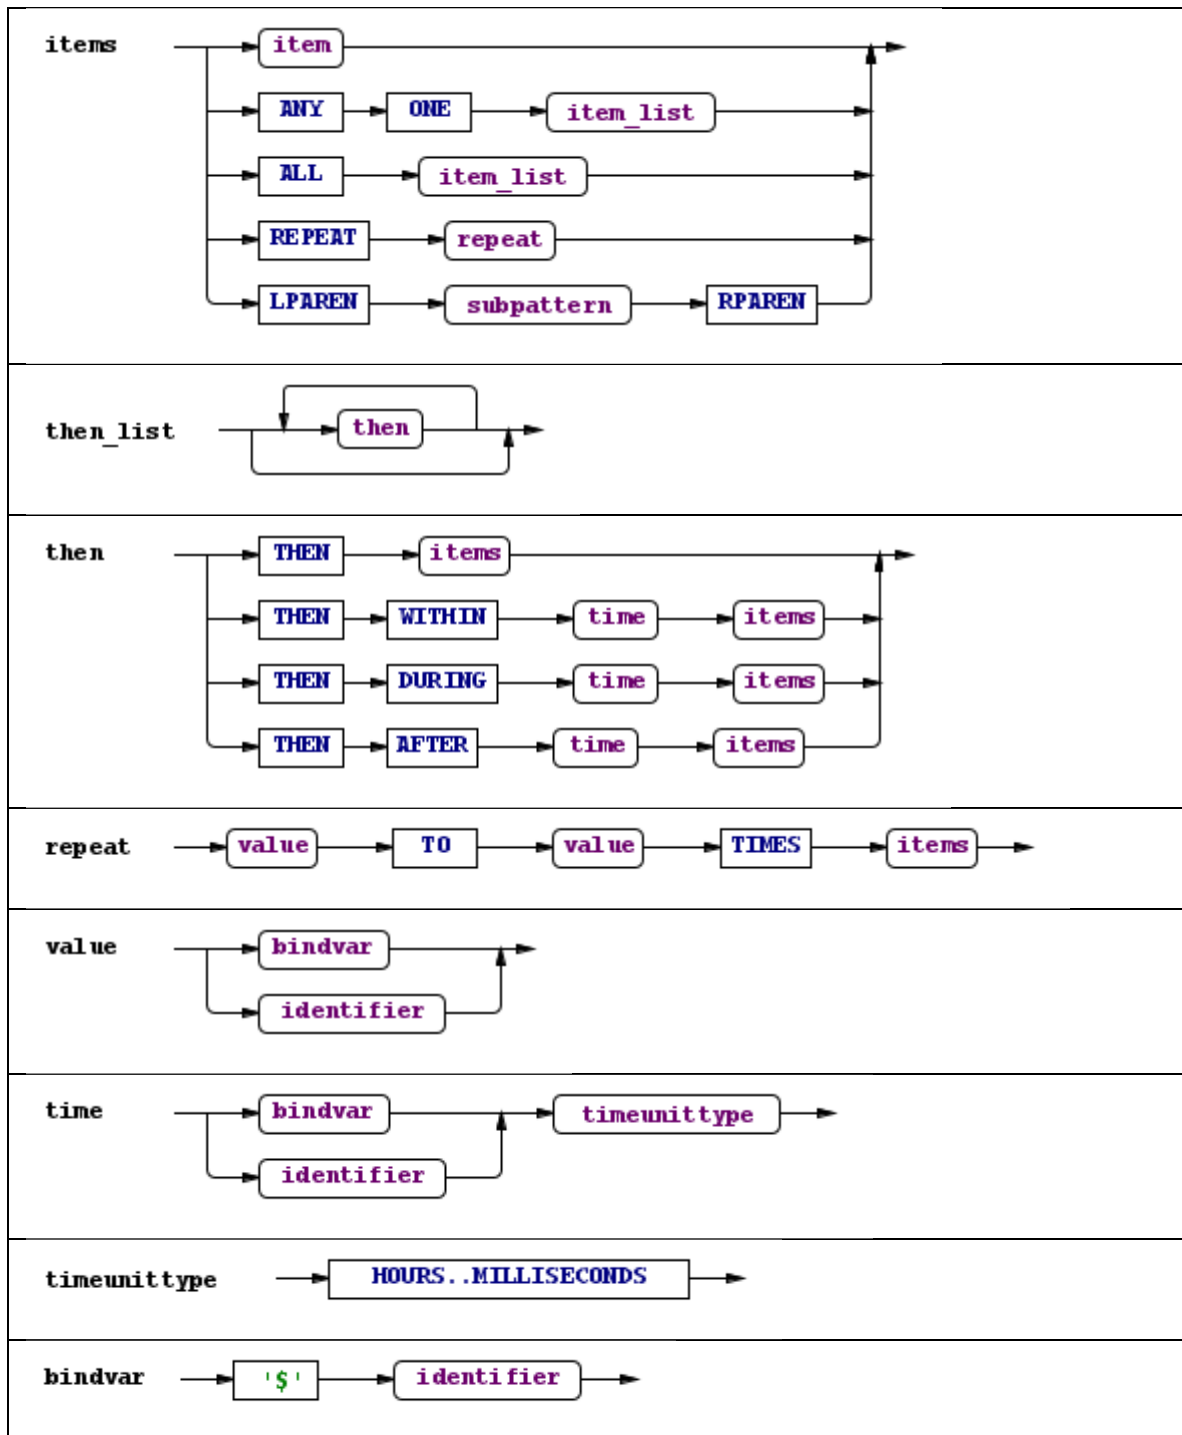 items item
ANY ONE item_list
ALL item_list
REPEAT repeat
LPAREN subpattern RPAREN
then_list then
then THEN items
THEN WITHIN time items
THEN DURING time items
THEN AFTER time items
repeat value TO value TIMES items
value bindvar
identifier
time bindvar timeunittype
identifier
timeunittype HOURS..MILLISECONDS
bindvar '$' identifier